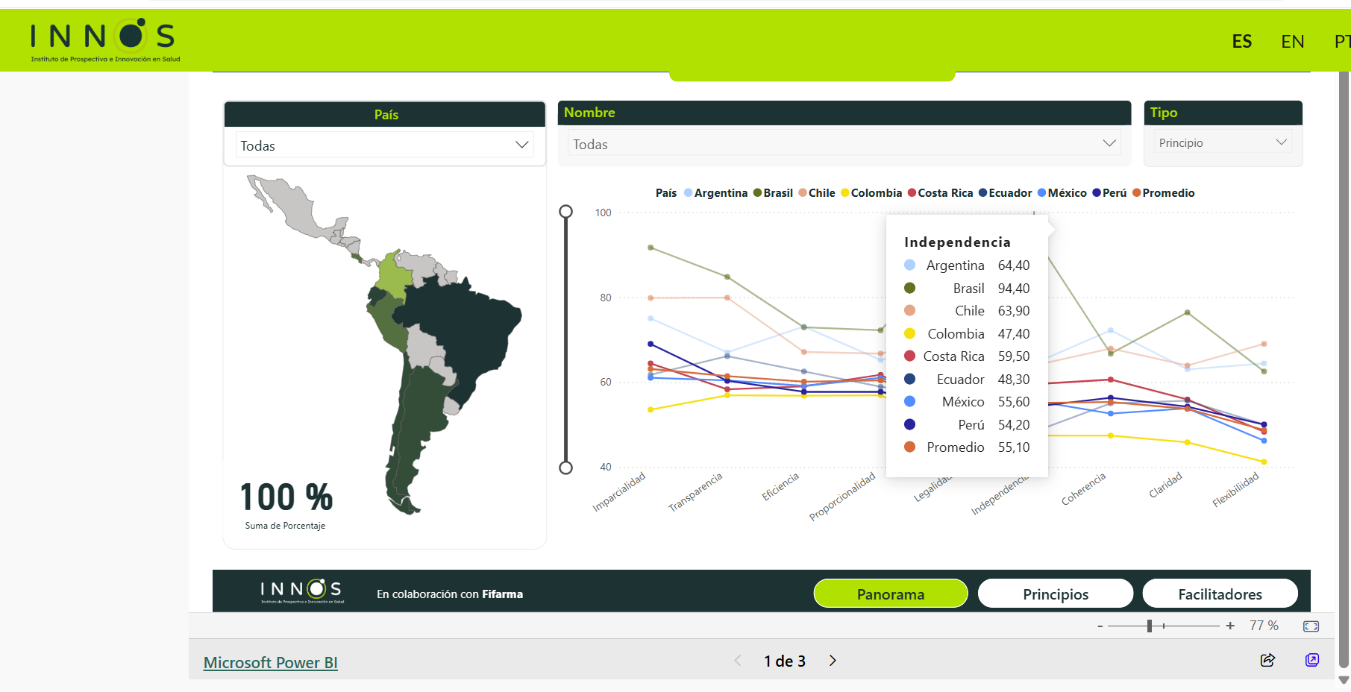 INNOS
Instituto de Prospectiva e Innovación en Salud
ES EN PT
País
Todas
Nombre
Todas
Tipo
Principio
100 %
Suma de Porcentaje
País Argentina Brasil Chile Colombia Costa Rica Ecuador México Perú Promedio
100
80
60
40
Independencia
Argentina 64,40
Brasil 94,40
Chile 63,90
Colombia 47,40
Costa Rica 59,50
Ecuador 48,30
México 55,60
Perú 54,20
Promedio 55,10
Imparcialidad
Transparencia
Eficiencia
Proporcionalidad
Legalidad
Independencia
Coherencia
Claridad
Flexibilidad
INNOS
Instituto de Prospectiva e Innovación en Salud
En colaboración con Fifarma
Panorama
Principios
Facilitadores
- + 77 %
Microsoft Power BI
1 de 3